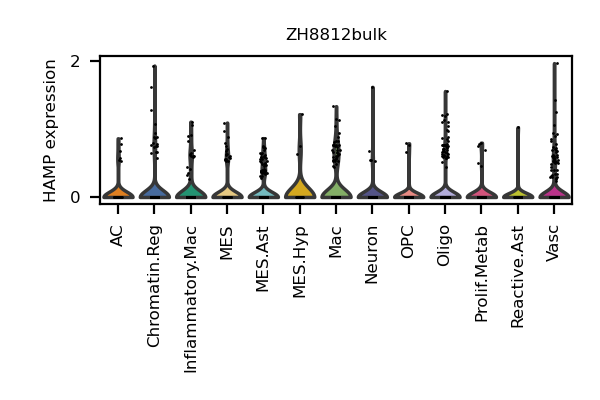 ZH8812bulk
HAMP expression
2
0
AC
Chromatin.Reg
Inflammatory.Mac
MES
MES.Ast
MES.Hyp
Mac
Neuron
OPC
Oligo
Prolif.Metab
Reactive.Ast
Vasc